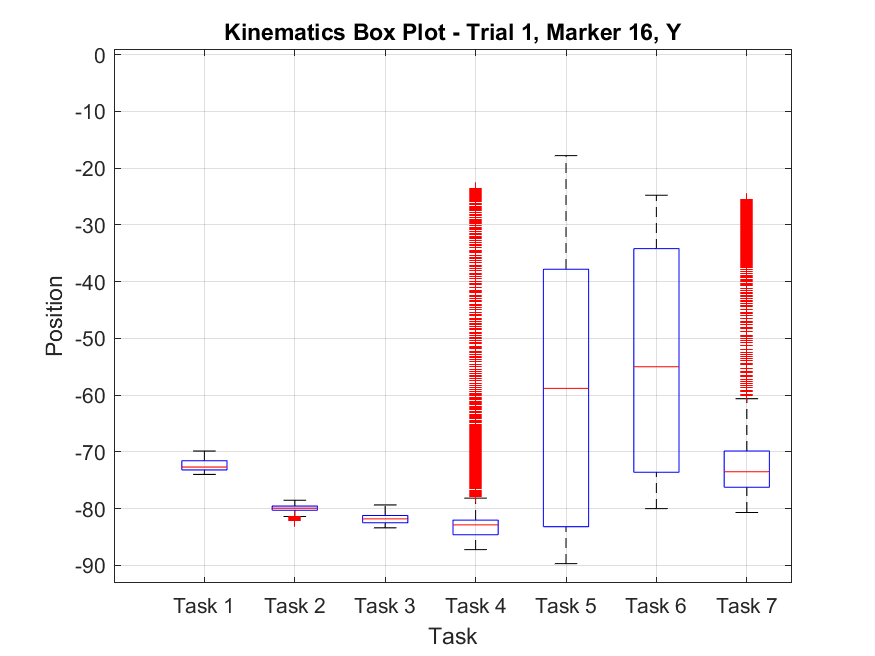 Kinematics Box Plot - Trial 1, Marker 16, Y
0
-10
-20
-30
-40
-50
-60
-70
-80
-90
Position
Task 1 Task 2 Task 3 Task 4 Task 5 Task 6 Task 7
Task